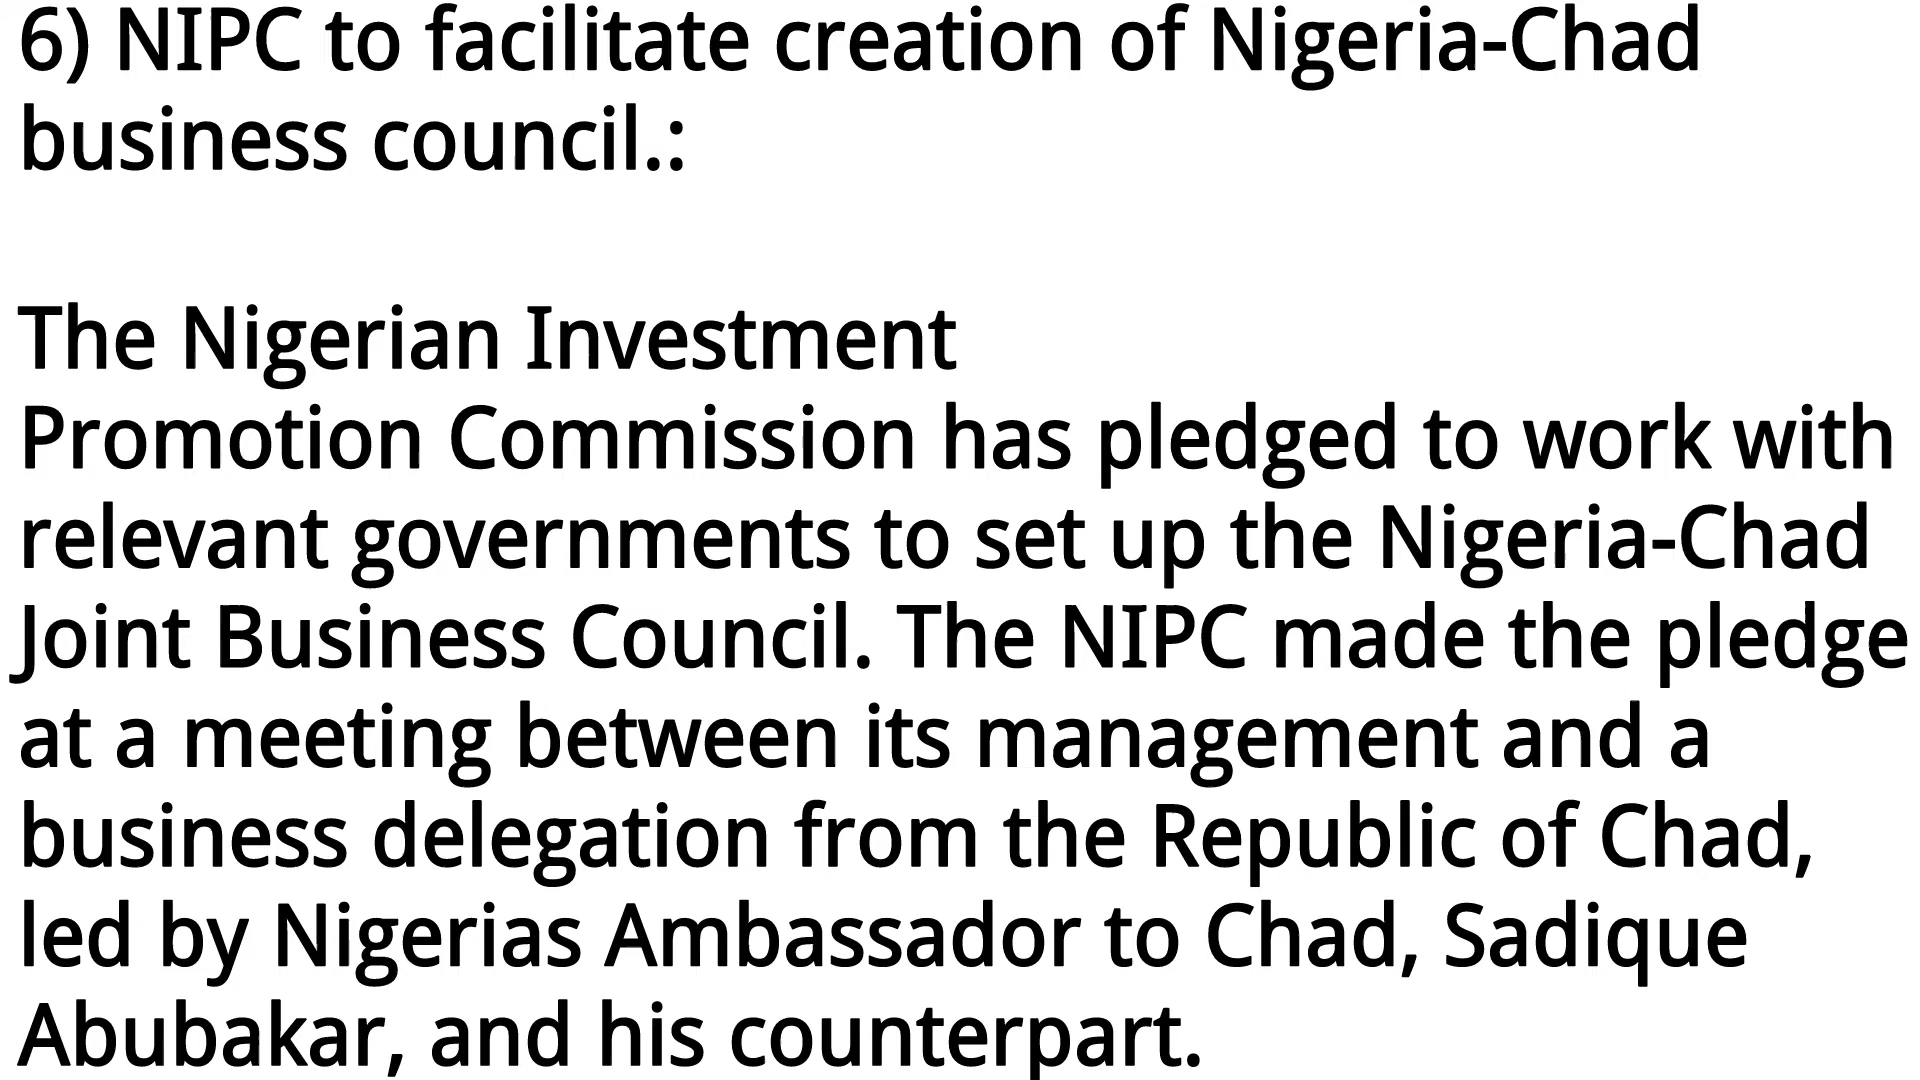 6) NIPC to facilitate creation of Nigeria-Chad
business council.:
The Nigerian Investment
Promotion Commission has pledged to work with
relevant governments to set up the Nigeria-Chad
Joint Business Council. The NIPC made the pledge
at a meeting between its management and a
business delegation from the Republic of Chad,
led by Nigerias Ambassador to Chad, Sadique
Abubakar, and his counterpart.